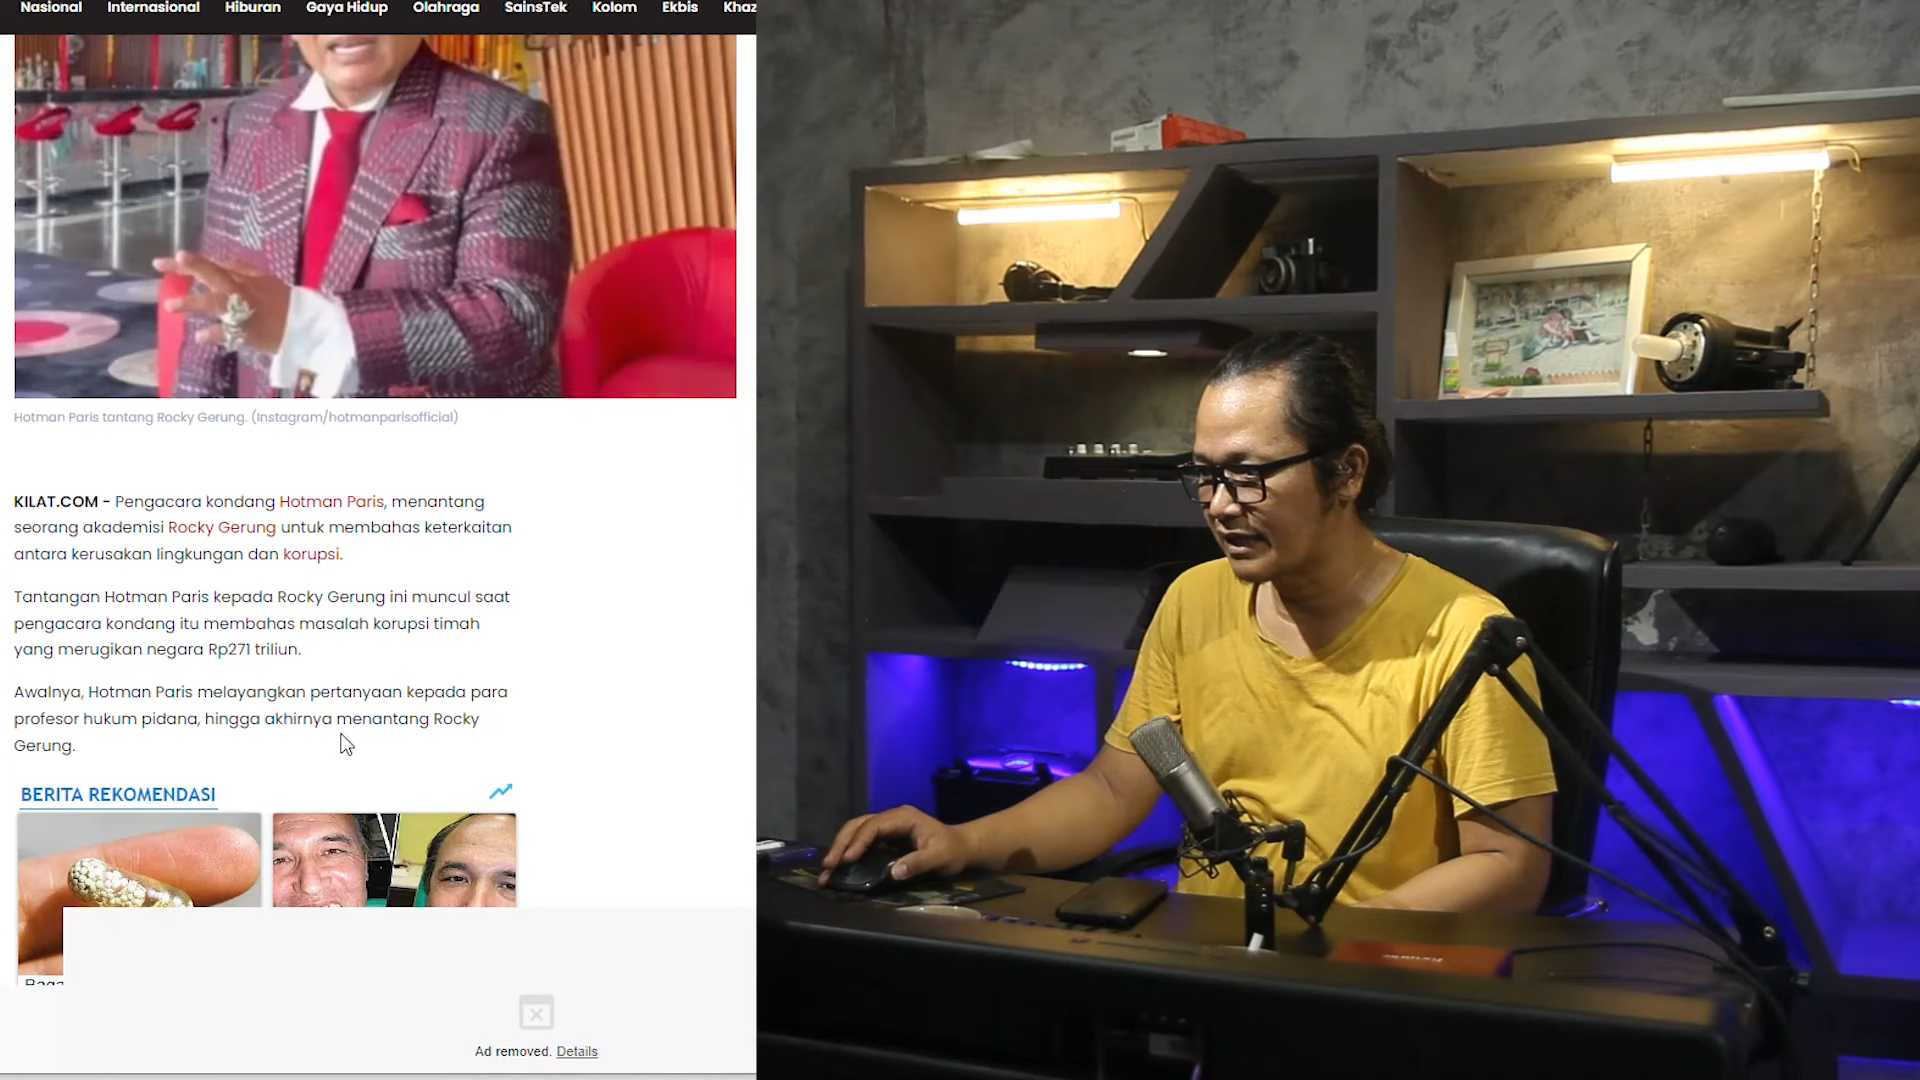 Nasional Internasional Hiburan Gaya Hidup Olahraga SainsTek Kolom Ekbis Khaz
Hotman Paris tantang Rocky Gerung. (Instagram/hotmanparisofficial)
KILAT.COM - Pengacara kondang Hotman Paris, menantang
seorang akademisi Rocky Gerung untuk membahas keterkaitan
antara kerusakan lingkungan dan korupsi.
Tantangan Hotman Paris kepada Rocky Gerung ini muncul saat
pengacara kondang itu membahas masalah korupsi timah
yang merugikan negara Rp271 triliun.
Awalnya, Hotman Paris melayangkan pertanyaan kepada para
profesor hukum pidana, hingga akhirnya menantang Rocky
Gerung.
BERITA REKOMENDASI
Ad removed. Details